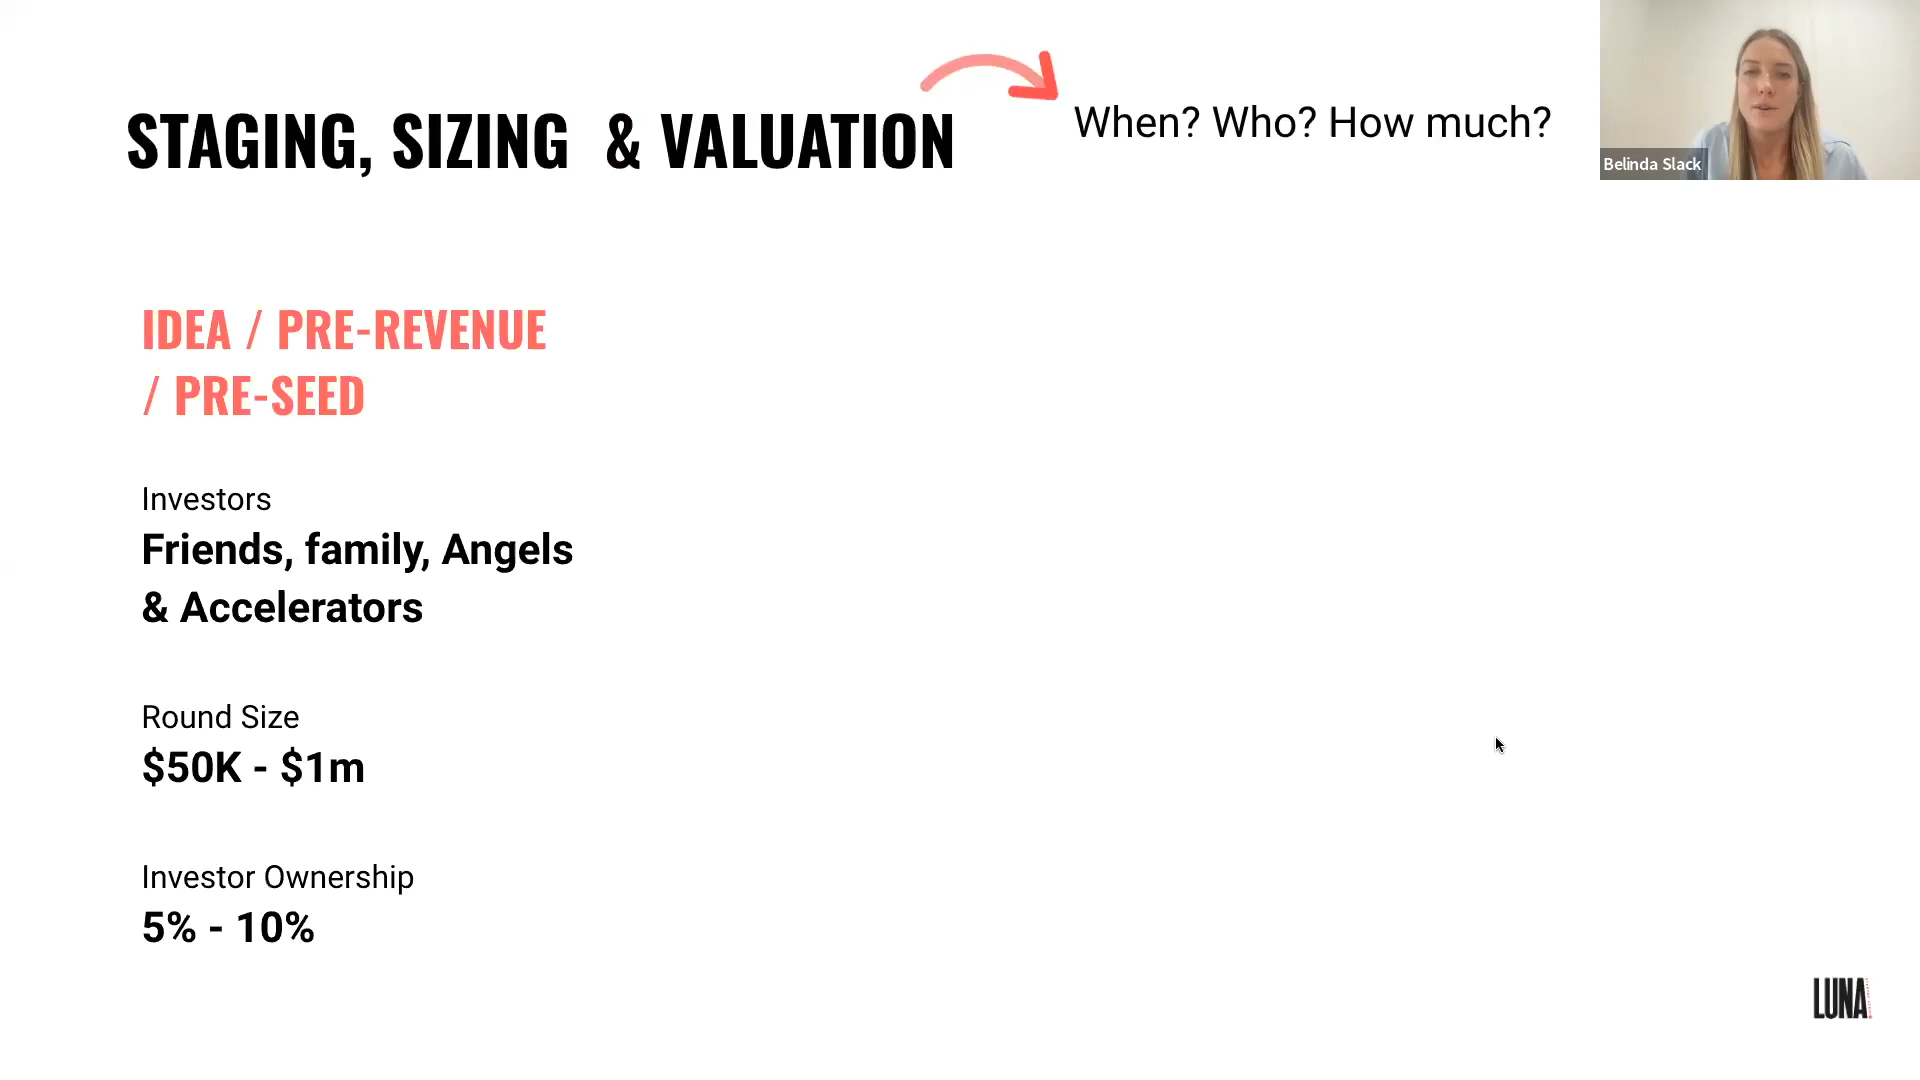 STAGING, SIZING & VALUATION
When? Who? How much?
Belinda Slack
IDEA / PRE-REVENUE
/ PRE-SEED
Investors
Friends, family, Angels
& Accelerators
Round Size
$50K - $1m
Investor Ownership
5% - 10%
LUNA